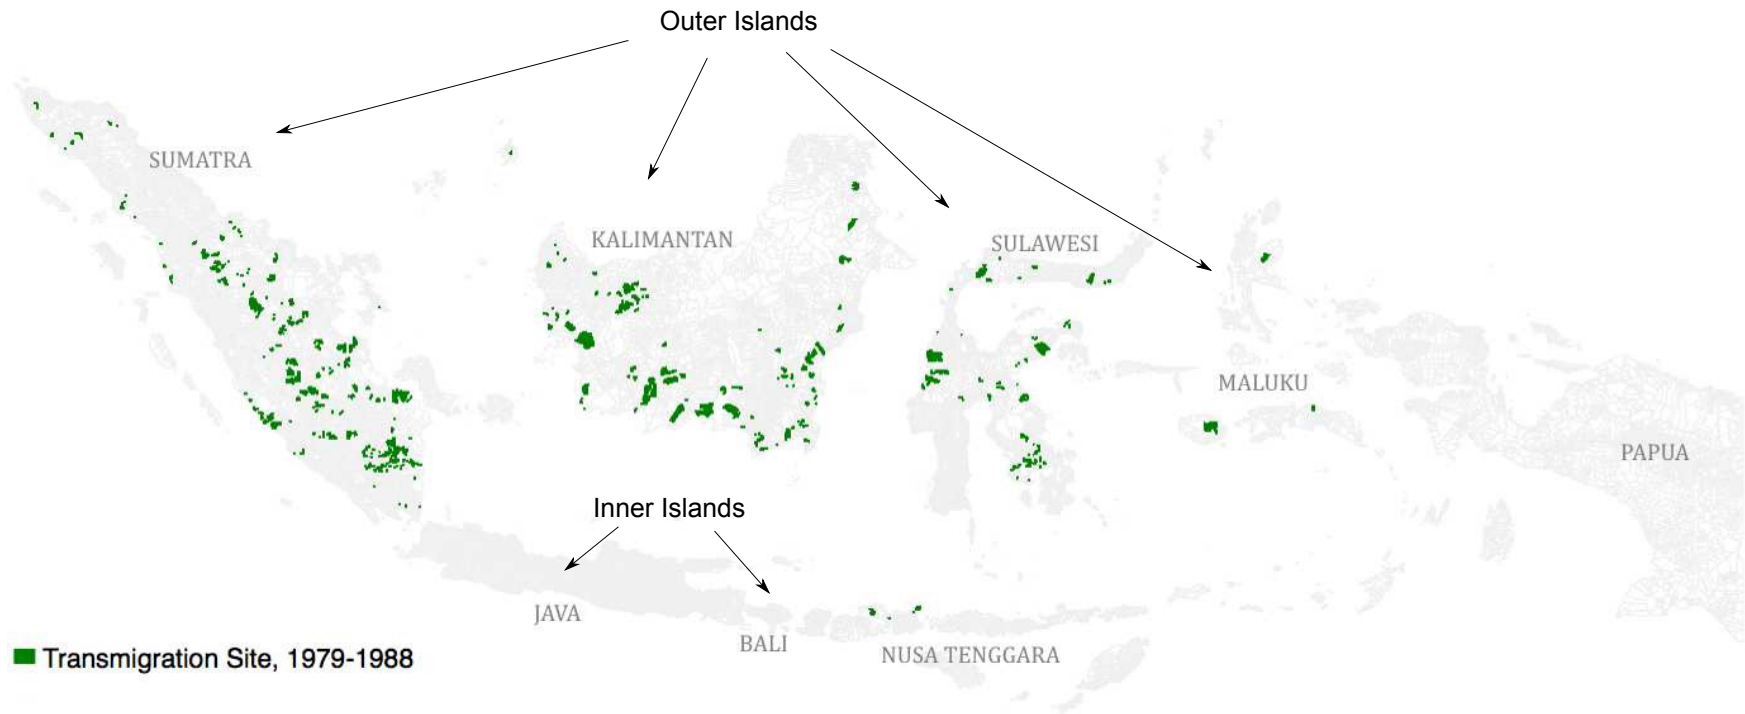 Outer Islands
SUMATRA
KALIMANTAN
SULAWESI
MALUKU
PAPUA
Inner Islands
JAVA
BALI
NUSA TENGGARA
Transmigration Site, 1979-1988